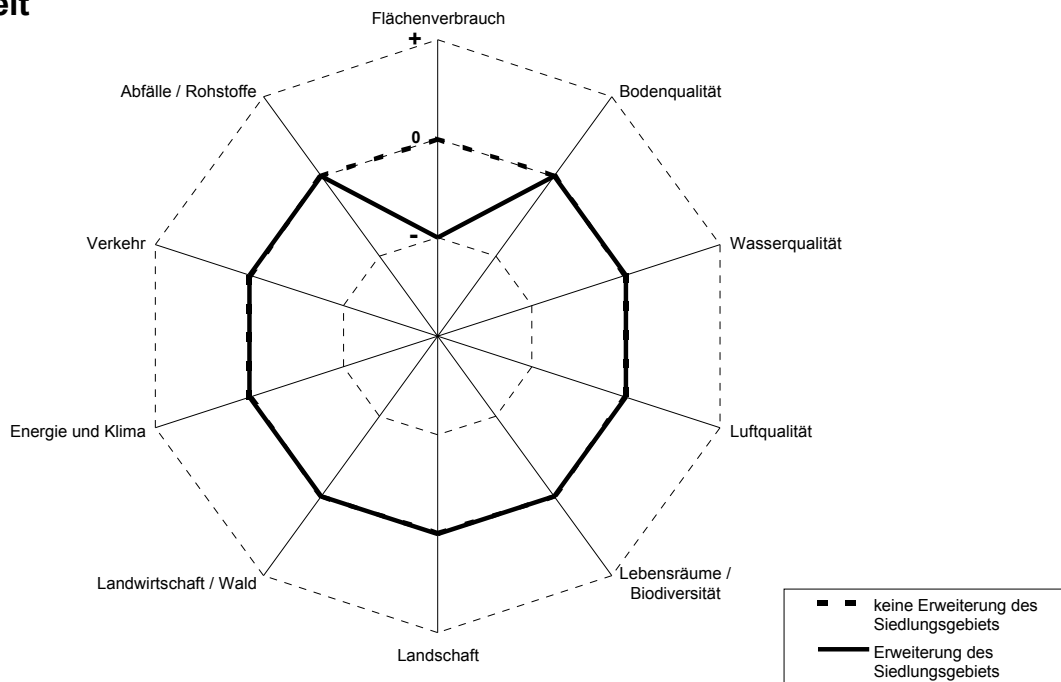 eit
Flächenverbrauch
+
Abfälle / Rohstoffe
Bodenqualität
0
Verkehr
-
Wasserqualität
Energie und Klima
Luftqualität
Landwirtschaft / Wald
Lebensräume /
Biodiversität
Landschaft
keine Erweiterung des
Siedlungsgebiets
Erweiterung des
Siedlungsgebiets